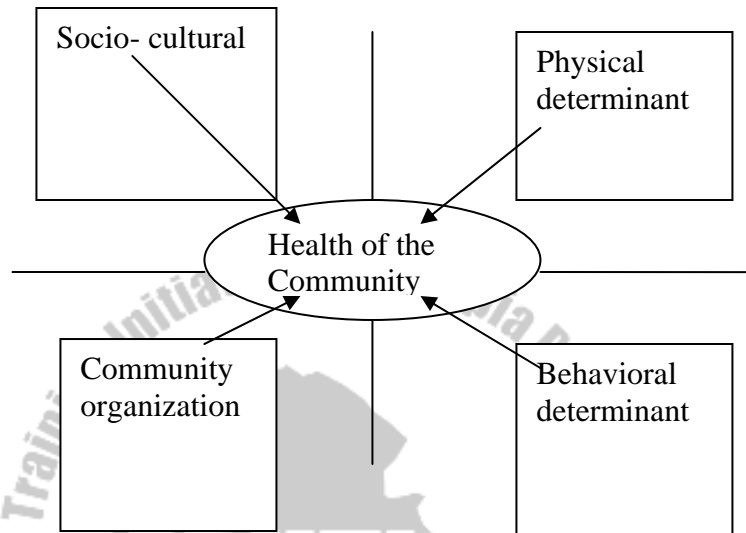 Socio- cultural
Physical
determinant
Health of the
Community
Community
organization
Behavioral
determinant